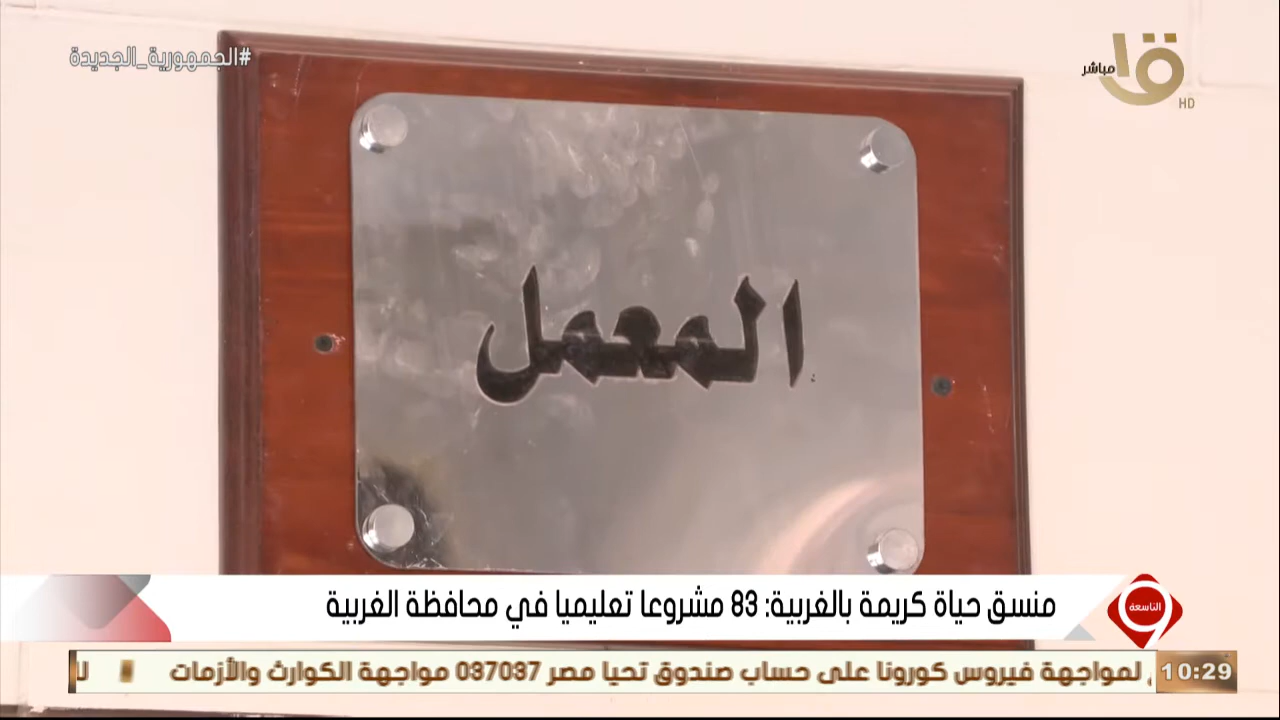 #الجمهورية_الجديدة
مباشر
HD
المعمل
منسق حياة كريمة بالغربية: 83 مشروعا تعليميا في محافظة الغربية
التاسعة
9
10:29
لمواجهة فيروس كورونا على حساب صندوق تحيا مصر 037037 مواجهة الكوارث والأزمات